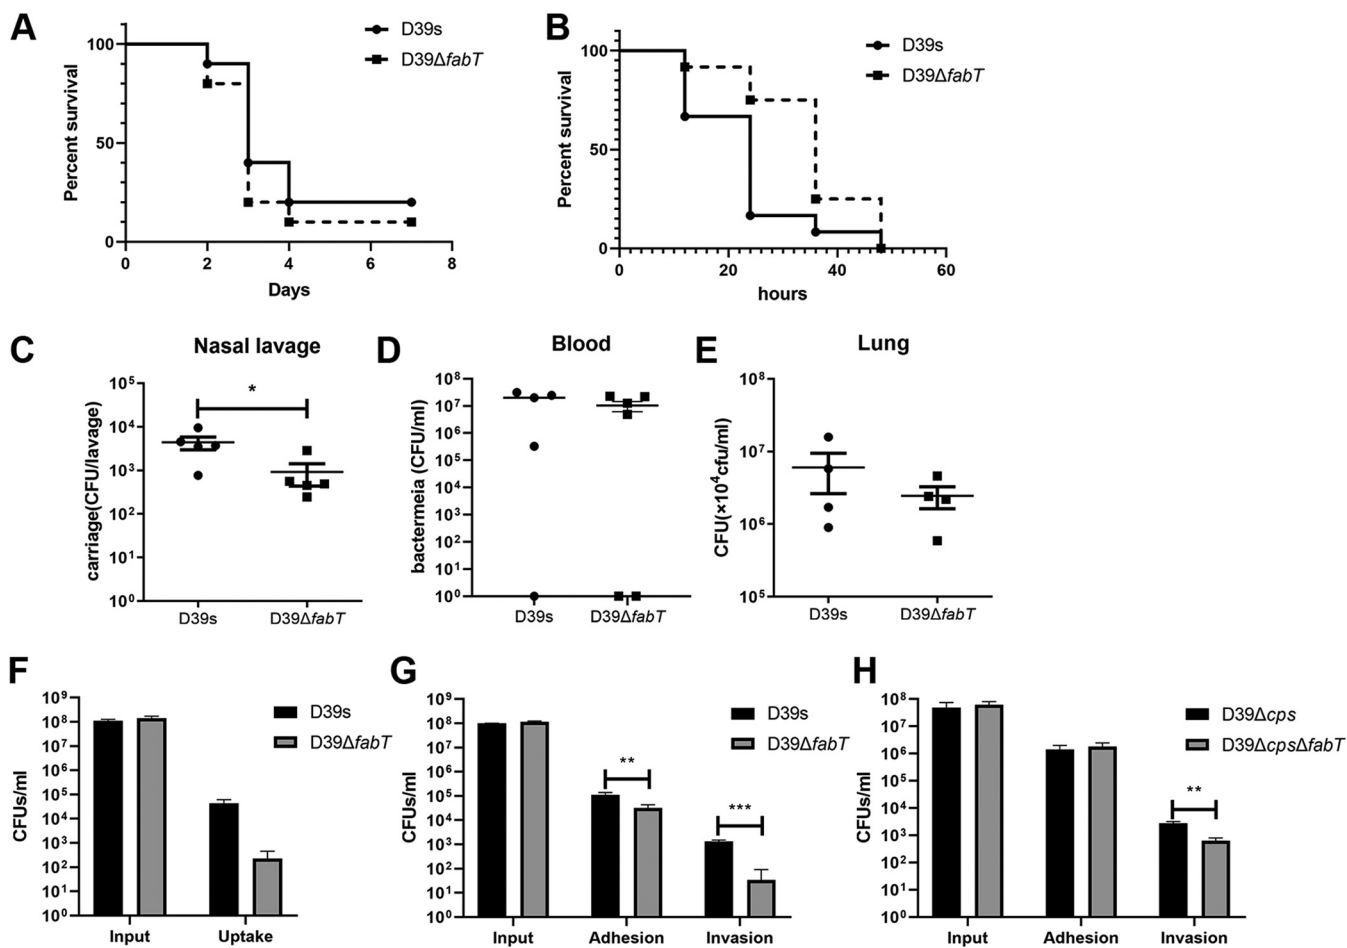 A
D39s
D39ΔfabT
Percent survival
100
50
0
0 2 4 6 8
Days
B
D39s
D39ΔfabT
Percent survival
100
50
0
0 20 40 60
hours
C
Nasal lavage
carriage(CFU/lavage)
10⁵
10⁴
10³
10²
10¹
10⁰
*
D39s D39ΔfabT
D
Blood
bactermeia (CFU/ml)
10⁸
10⁷
10⁶
10⁵
10⁴
10³
10²
10¹
10⁰
D39s D39ΔfabT
E
Lung
CFU(×10⁴cfu/ml)
10⁸
10⁷
10⁶
10⁵
D39s D39ΔfabT
F
D39s
D39ΔfabT
CFUs/ml
10⁹
10⁸
10⁷
10⁶
10⁵
10⁴
10³
10²
10¹
10⁰
Input Uptake
G
D39s
D39ΔfabT
CFUs/ml
10⁹
10⁸
10⁷
10⁶
10⁵
10⁴
10³
10²
10¹
10⁰
**
***
Input Adhesion Invasion
H
D39Δcps
D39ΔcpsΔfabT
CFUs/ml
10⁸
10⁷
10⁶
10⁵
10⁴
10³
10²
10¹
10⁰
**
Input Adhesion Invasion